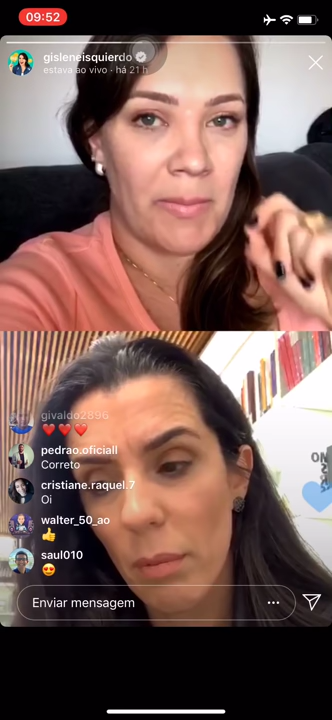 09:52
gisleneisquierdo
estava ao vivo · há 21 h
givaldo2896
❤️❤️❤️
pedrao.oficiall
Correto
cristiane.raquel.7
Oi
walter_50_ao
👍
saul010
😍
Enviar mensagem